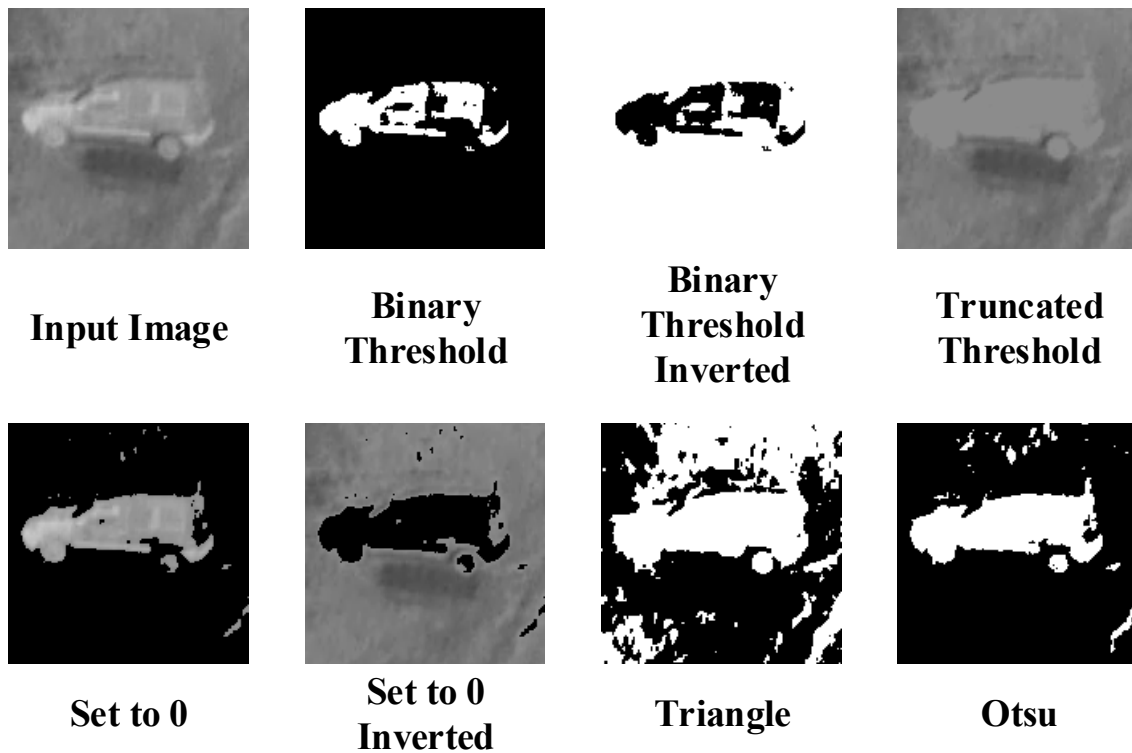 Input Image
Binary
Threshold
Binary
Threshold
Inverted
Truncated
Threshold
Set to 0
Set to 0
Inverted
Triangle
Otsu